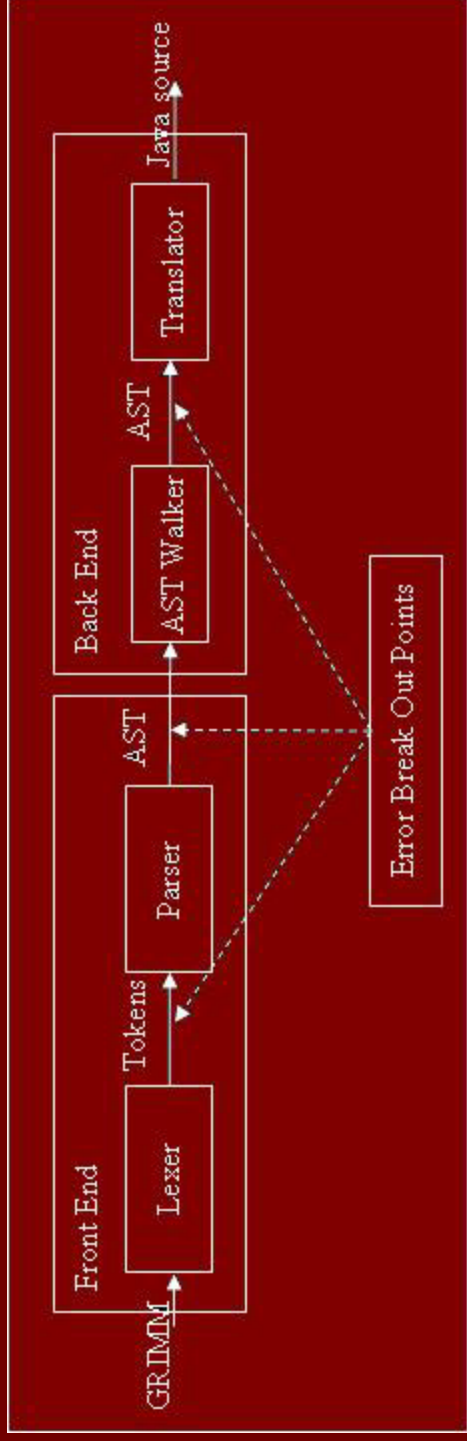 Front End
Back End
GRIMM
Lexer
Tokens
Parser
AST
AST Walker
AST
Translator
Java source
Error Break Out Points